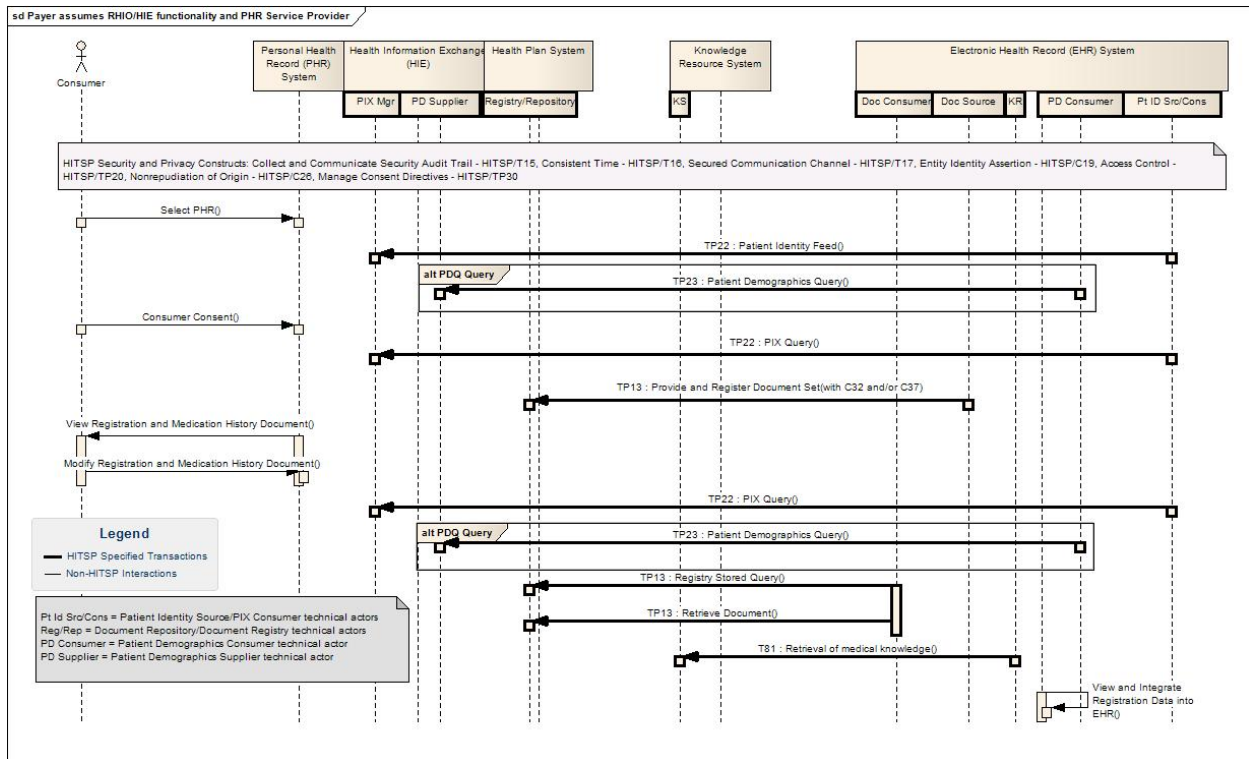 sd Payer assumes RHIO/HIE functionality and PHR Service Provider
Consumer
Personal Health
Record (PHR)
System
Health Information Exchange
(HIE)
Health Plan System
Knowledge
Resource System
Electronic Health Record (EHR) System
PIX Mgr
PD Supplier
Registry/Repository
KS
Doc Consumer
Doc Source
KR
PD Consumer
Pt ID Src/Cons
HITSP Security and Privacy Constructs: Collect and Communicate Security Audit Trail - HITSP/T15, Consistent Time - HITSP/T16, Secured Communication Channel - HITSP/T17, Entity Identity Assertion - HITSP/C19, Access Control -
HITSP/TP20, Nonrepudiation of Origin - HITSP/C26, Manage Consent Directives - HITSP/TP30
Select PHR()
TP22 : Patient Identity Feed()
alt PDQ Query
TP23 : Patient Demographics Query()
Consumer Consent()
TP22 : PIX Query()
TP13 : Provide and Register Document Set(with C32 and/or C37)
View Registration and Medication History Document()
Modify Registration and Medication History Document()
TP22 : PIX Query()
alt PDQ Query
TP23 : Patient Demographics Query()
TP13 : Registry Stored Query()
TP13 : Retrieve Document()
T81 : Retrieval of medical knowledge()
View and Integrate
Registration Data into
EHR()
Legend
HITSP Specified Transactions
Non-HITSP Interactions
Pt Id Src/Cons = Patient Identity Source/PIX Consumer technical actors
Reg/Rep = Document Repository/Document Registry technical actors
PD Consumer = Patient Demographics Consumer technical actor
PD Supplier = Patient Demographics Supplier technical actor